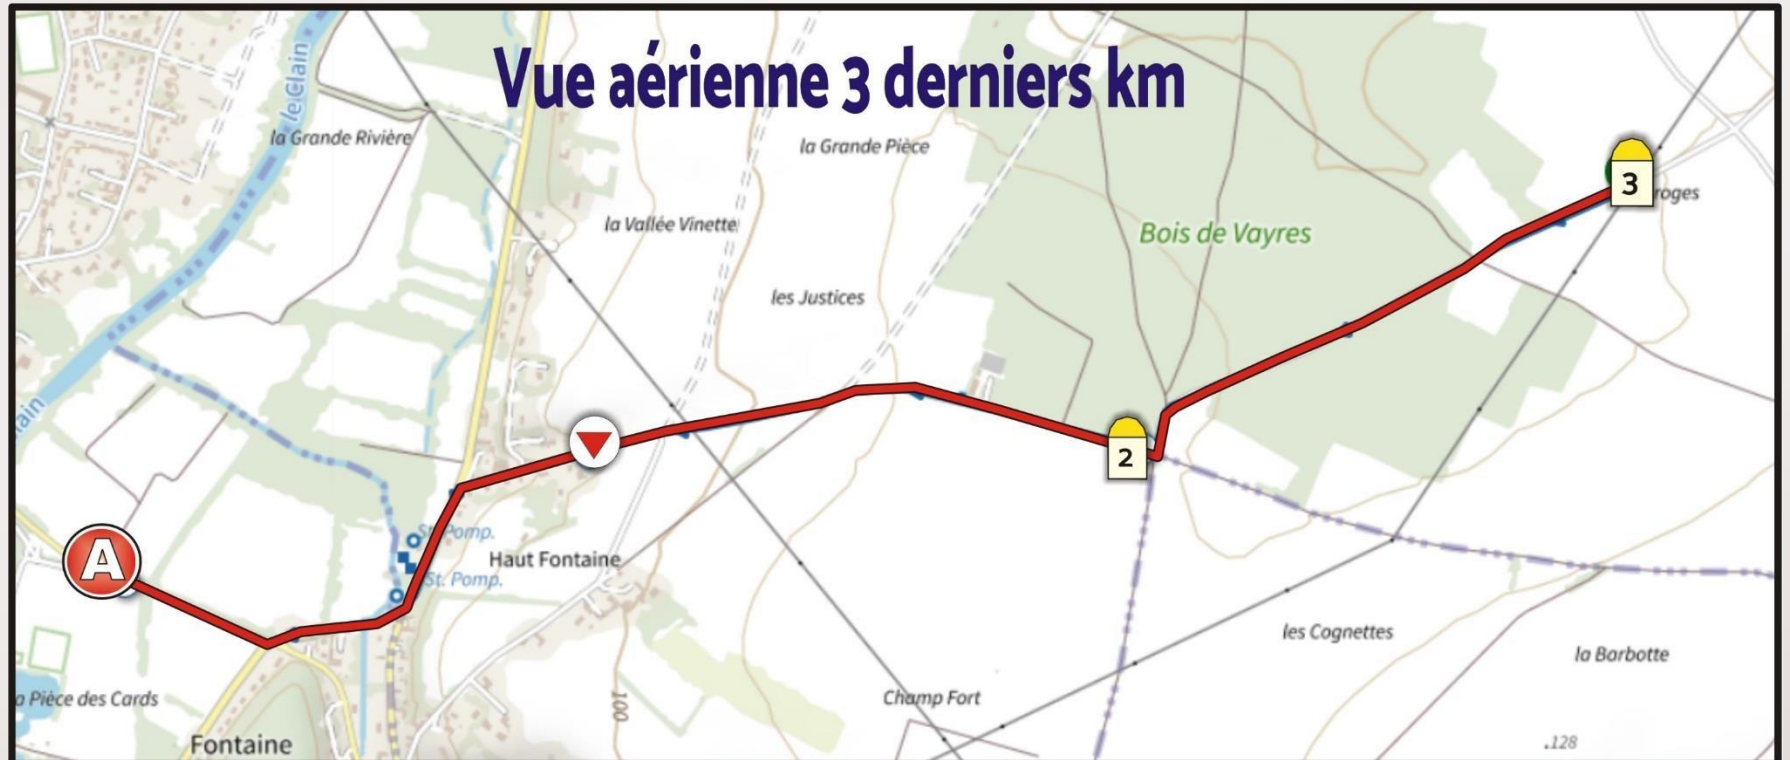 Vue aérienne 3 derniers km
le Clain
la Grande Rivière
la Grande Pièce
3
roges
la Vallée Vinette
Bois de Vayres
les Justices
lain
2
A
St. Pomp.
Haut Fontaine
St. Pomp.
les Cognettes
la Barbotte
a Pièce des Cards
100
Champ Fort
Fontaine
.128